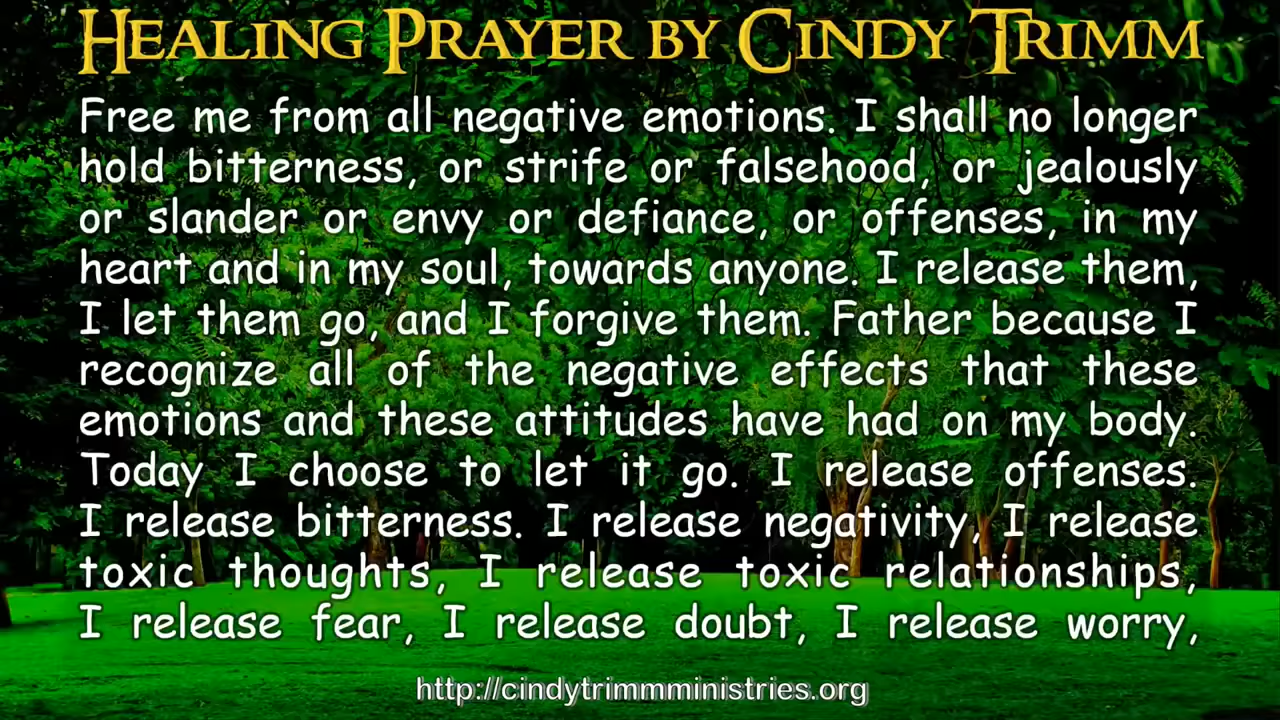 Healing Prayer by Cindy Trimm
Free me from all negative emotions. I shall no longer
hold bitterness, or strife or falsehood, or jealously
or slander or envy or defiance, or offenses, in my
heart and in my soul, towards anyone. I release them,
I let them go, and I forgive them. Father because I
recognize all of the negative effects that these
emotions and these attitudes have had on my body.
Today I choose to let it go. I release offenses.
I release bitterness. I release negativity, I release
toxic thoughts, I release toxic relationships,
I release fear, I release doubt, I release worry,
http://cindytrimmministries.org